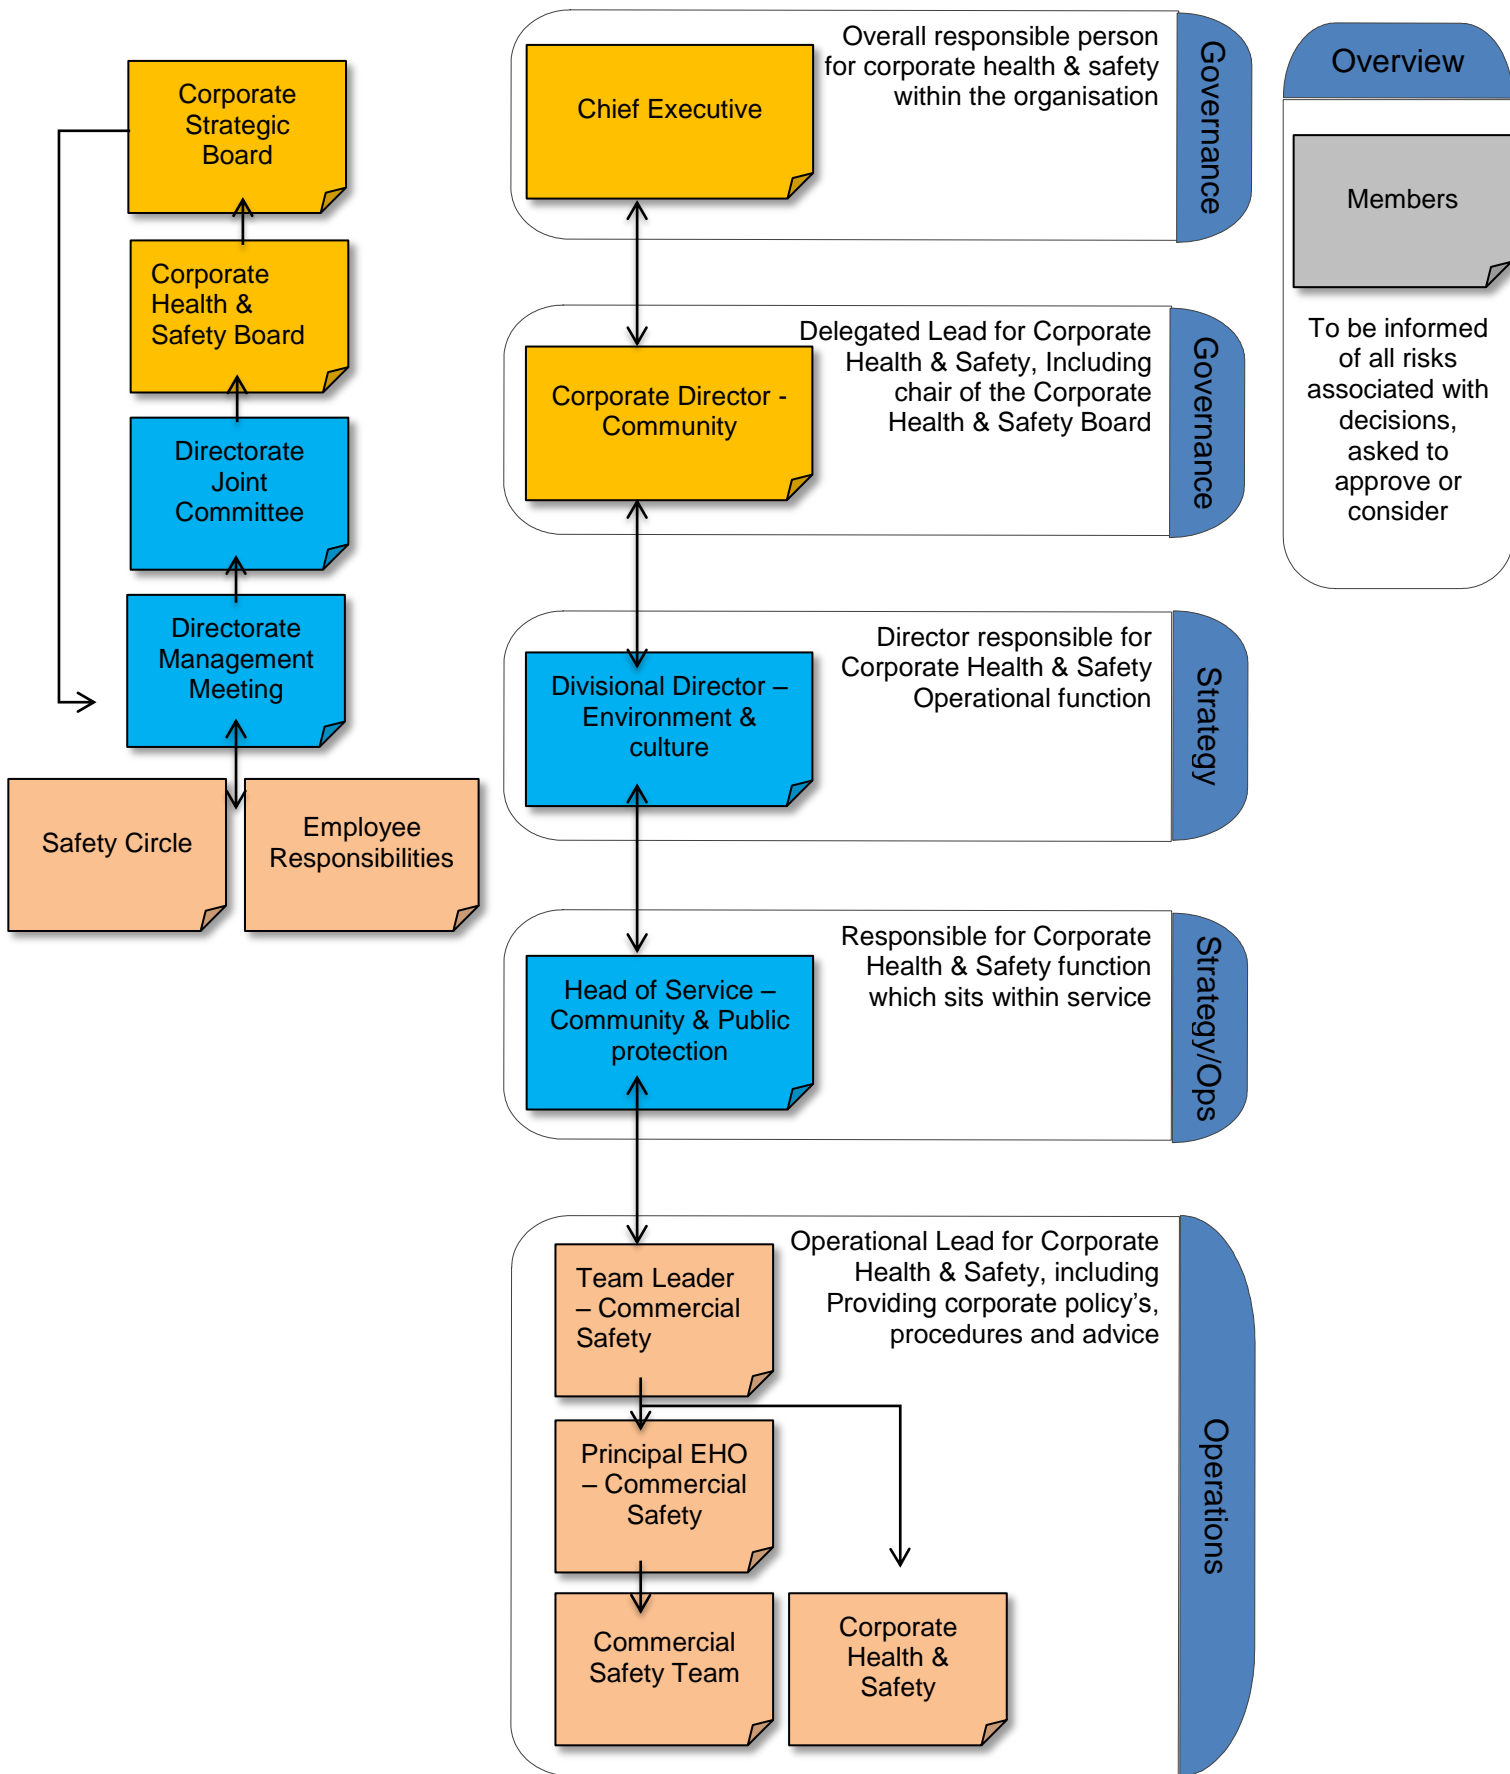 Corporate
Strategic
Board
Corporate
Health &
Safety Board
Directorate
Joint
Committee
Directorate
Management
Meeting
Safety Circle
Employee
Responsibilities
Chief Executive
Overall responsible person
for corporate health & safety
within the organisation
Governance
Corporate Director -
Community
Delegated Lead for Corporate
Health & Safety, Including
chair of the Corporate
Health & Safety Board
Governance
Divisional Director –
Environment &
culture
Director responsible for
Corporate Health & Safety
Operational function
Strategy
Head of Service –
Community & Public
protection
Responsible for Corporate
Health & Safety function
which sits within service
Strategy/Ops
Team Leader
– Commercial
Safety
Operational Lead for Corporate
Health & Safety, including
Providing corporate policy’s,
procedures and advice
Principal EHO
– Commercial
Safety
Commercial
Safety Team
Corporate
Health &
Safety
Operations
Overview
Members
To be informed
of all risks
associated with
decisions,
asked to
approve or
consider